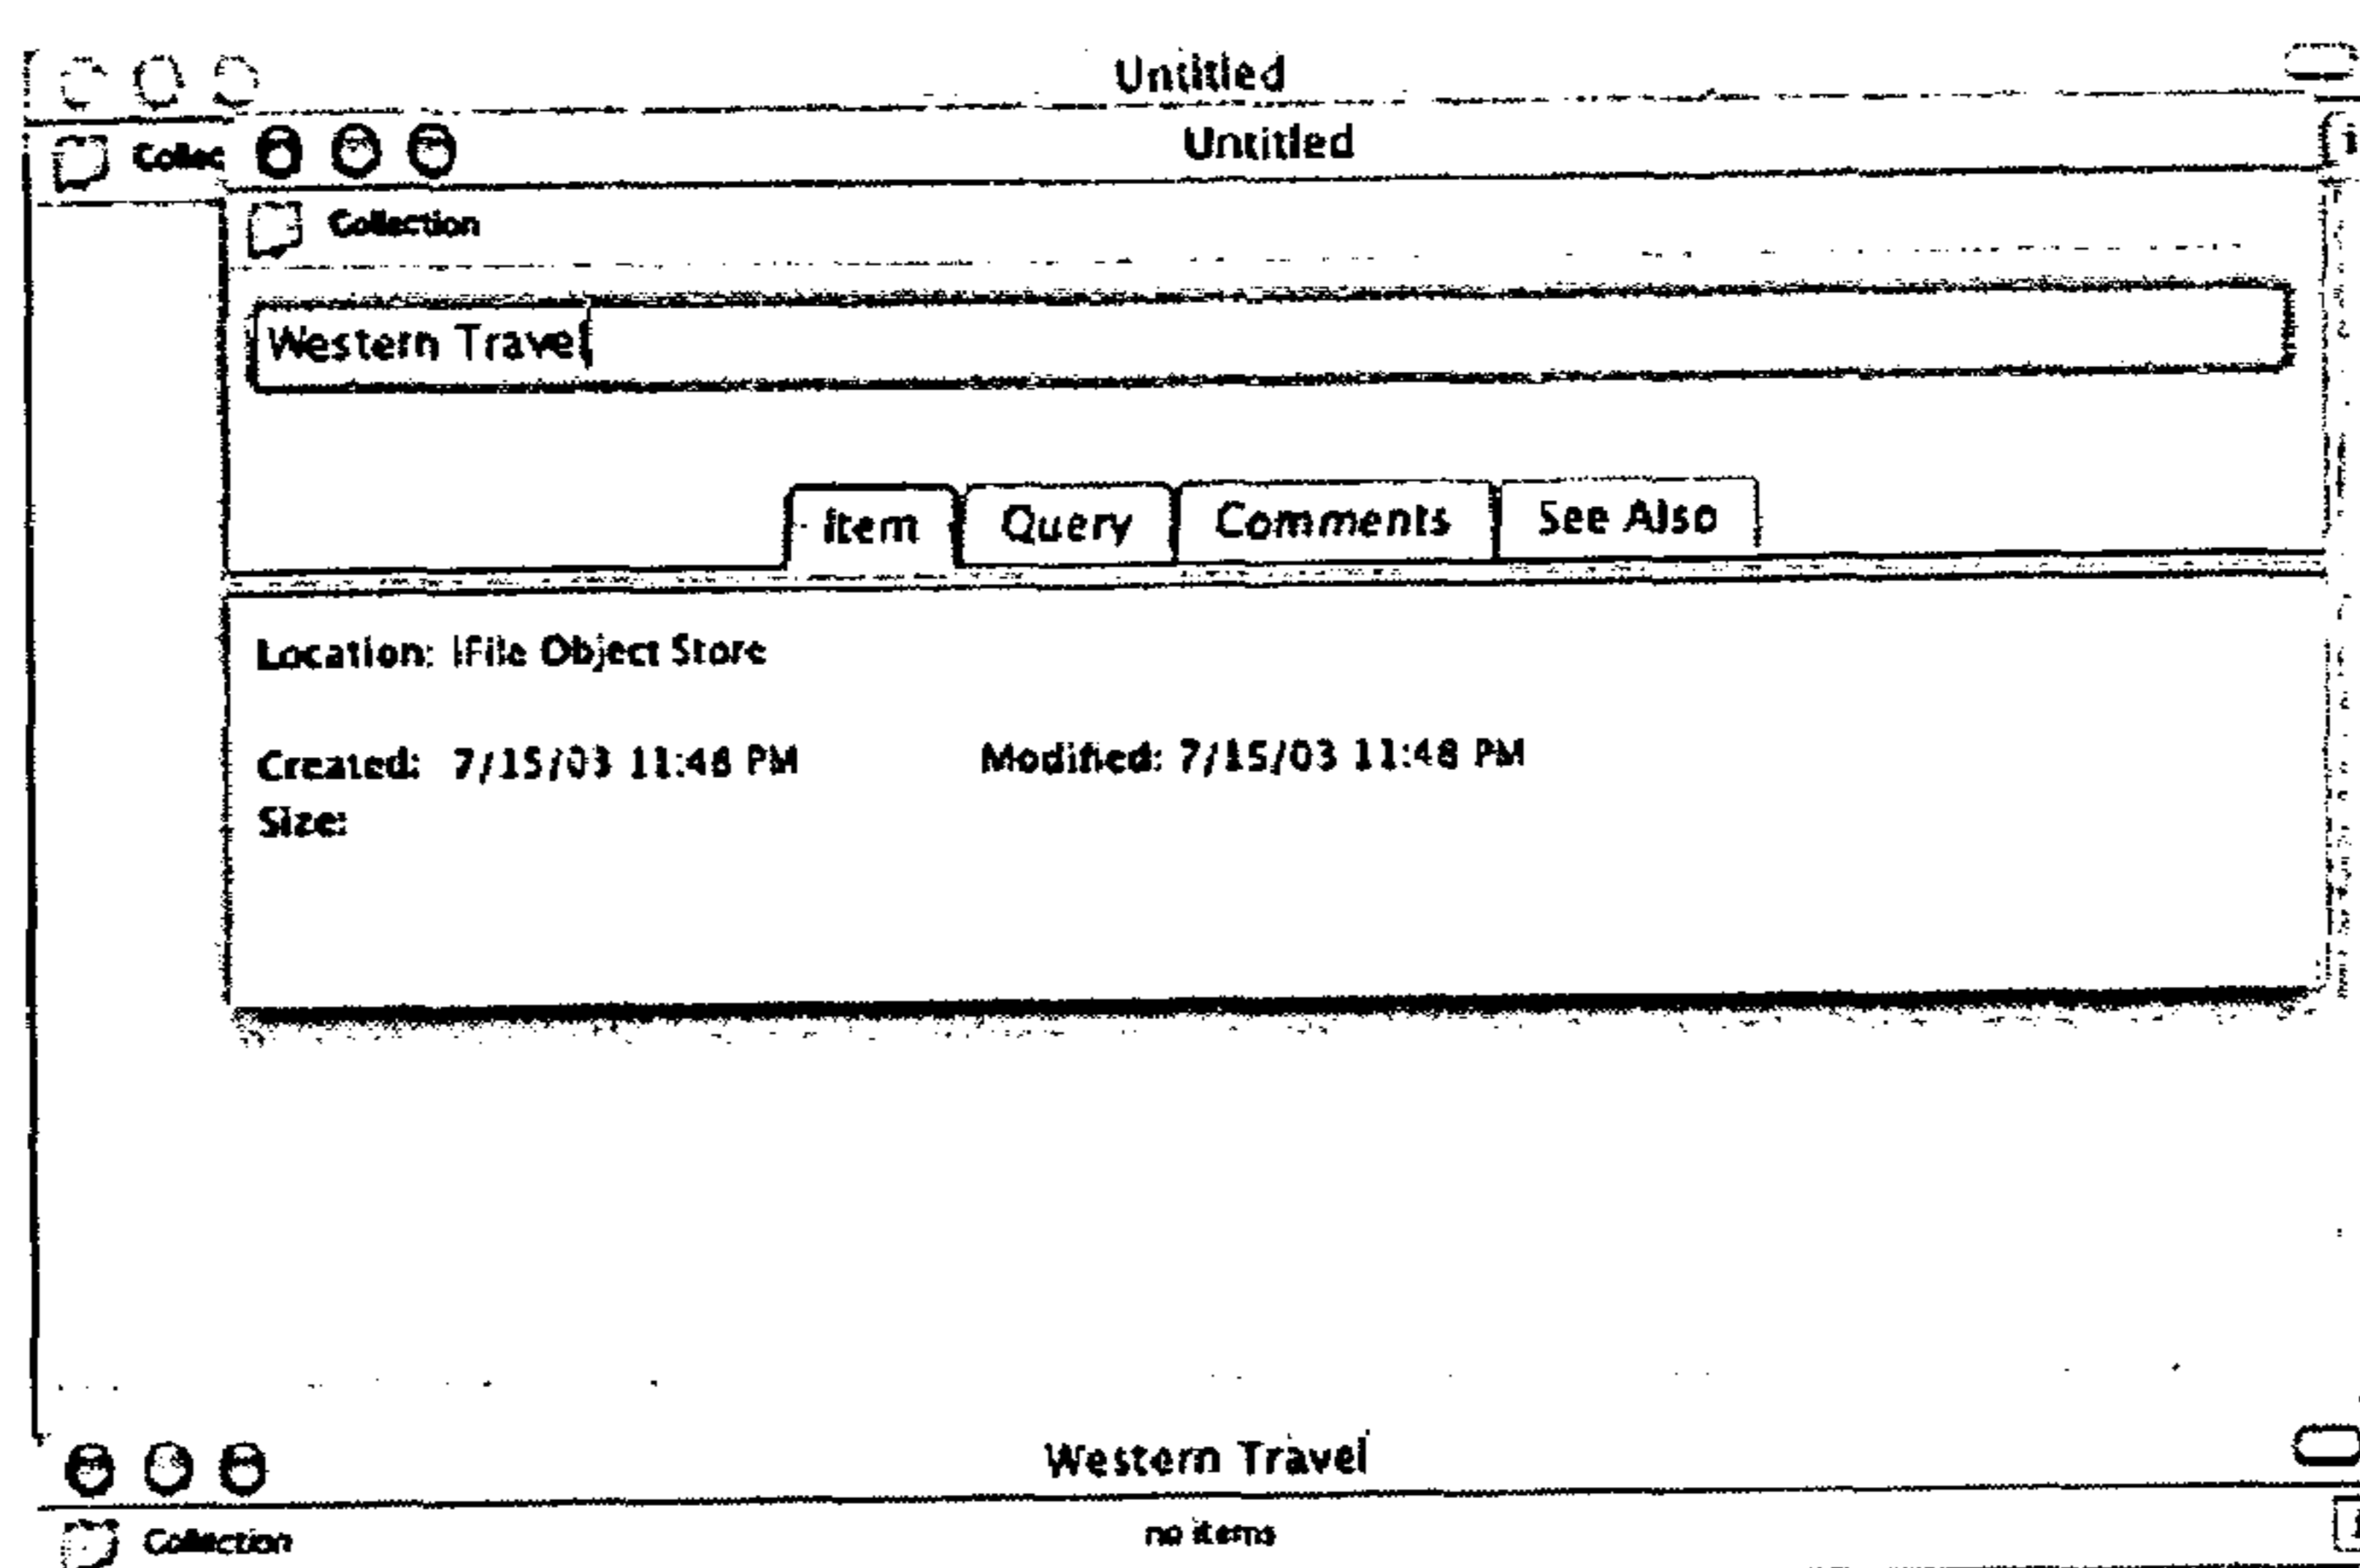 Untitled
Untitled
Collec
Collection
Western Travel
Item Query Comments See Also
Location: IFile Object Store
Created: 7/15/03 11:48 PM Modified: 7/15/03 11:48 PM
Size:
Western Travel
Collection no items